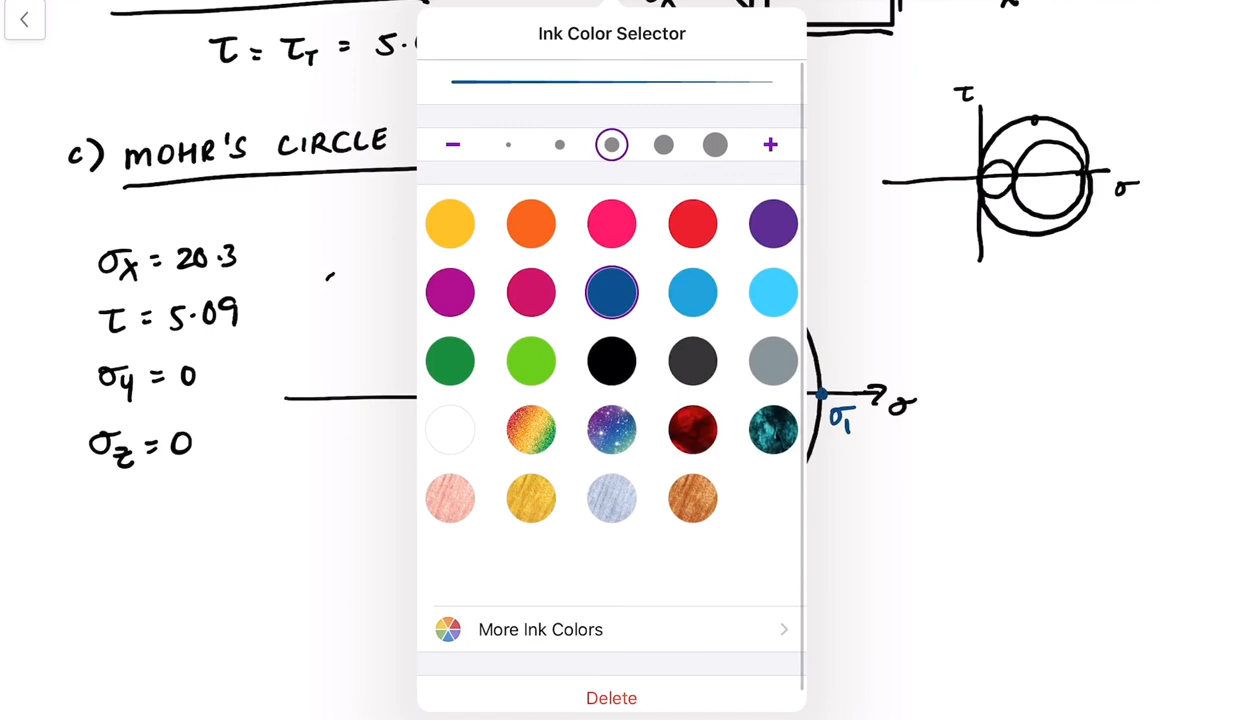 σx
x
Ink Color Selector
τ = τT = 5.
τ
c) MOHR'S CIRCLE
σ
σx = 20.3
τ = 5.09
σy = 0
σz = 0
σ
σ1
More Ink Colors
Delete